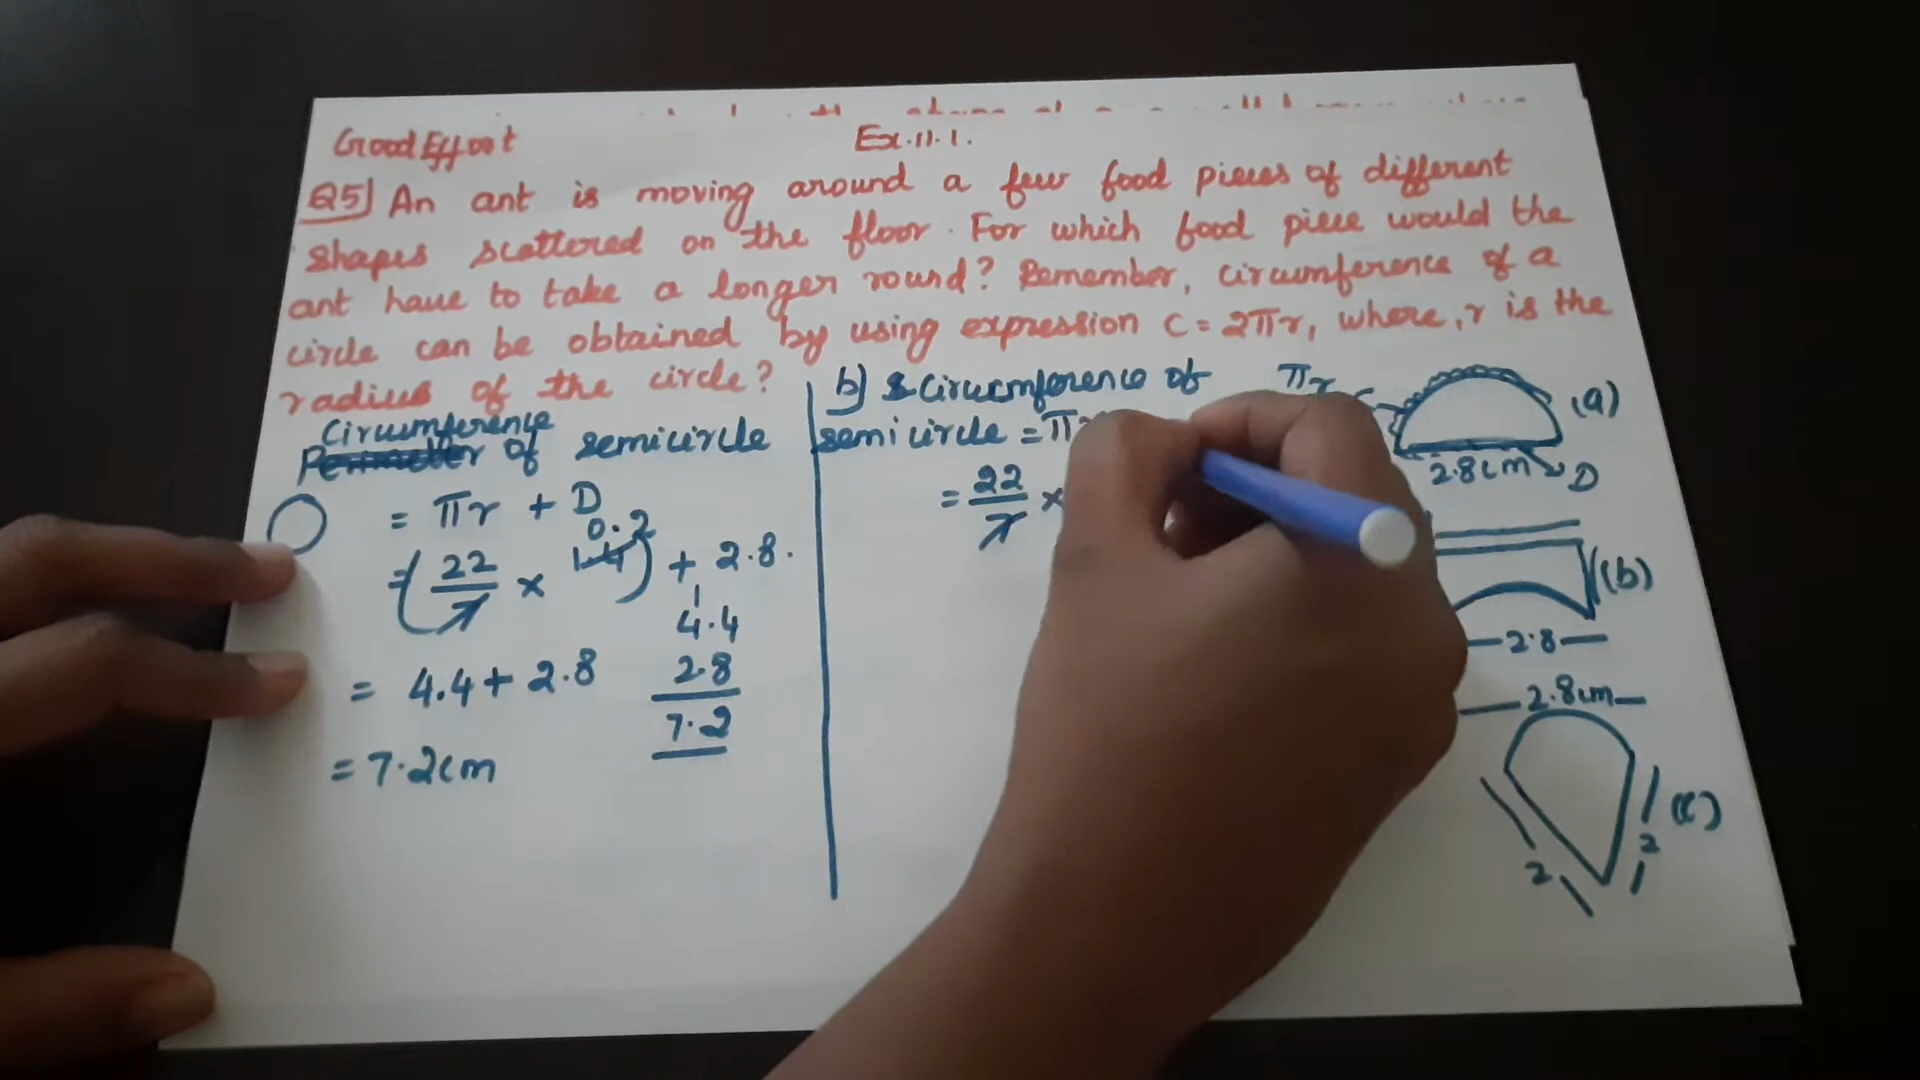 Good Effort
Ex.11.1.
Q5) An ant is moving around a few food pieces of different
shapes scattered on the floor. For which food piece would the
ant have to take a longer round? Remember, circumference of a
circle can be obtained by using expression C = 2πr, where, r is the
radius of the circle?
Circumference
of semicircle
= πr + D
0.2
= (22/7 × 1.4) + 2.8.
1
4.4
2.8
7.2
= 4.4 + 2.8
= 7.2cm
b) Circumference of
semicircle = πr
= 22/7 ×
πr
(a)
2.8cm
D
(b)
2.8
2.8cm
(c)
2
2